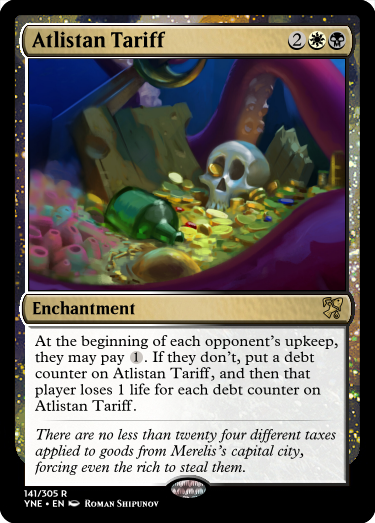 Atlistan Tariff 2
Enchantment
At the beginning of each opponent's upkeep,
they may pay 1. If they don't, put a debt
counter on Atlistan Tariff, and then that
player loses 1 life for each debt counter on
Atlistan Tariff.
There are no less than twenty four different taxes
applied to goods from Merelis's capital city,
forcing even the rich to steal them.
141/305 R
YNE • EN Roman Shipunov